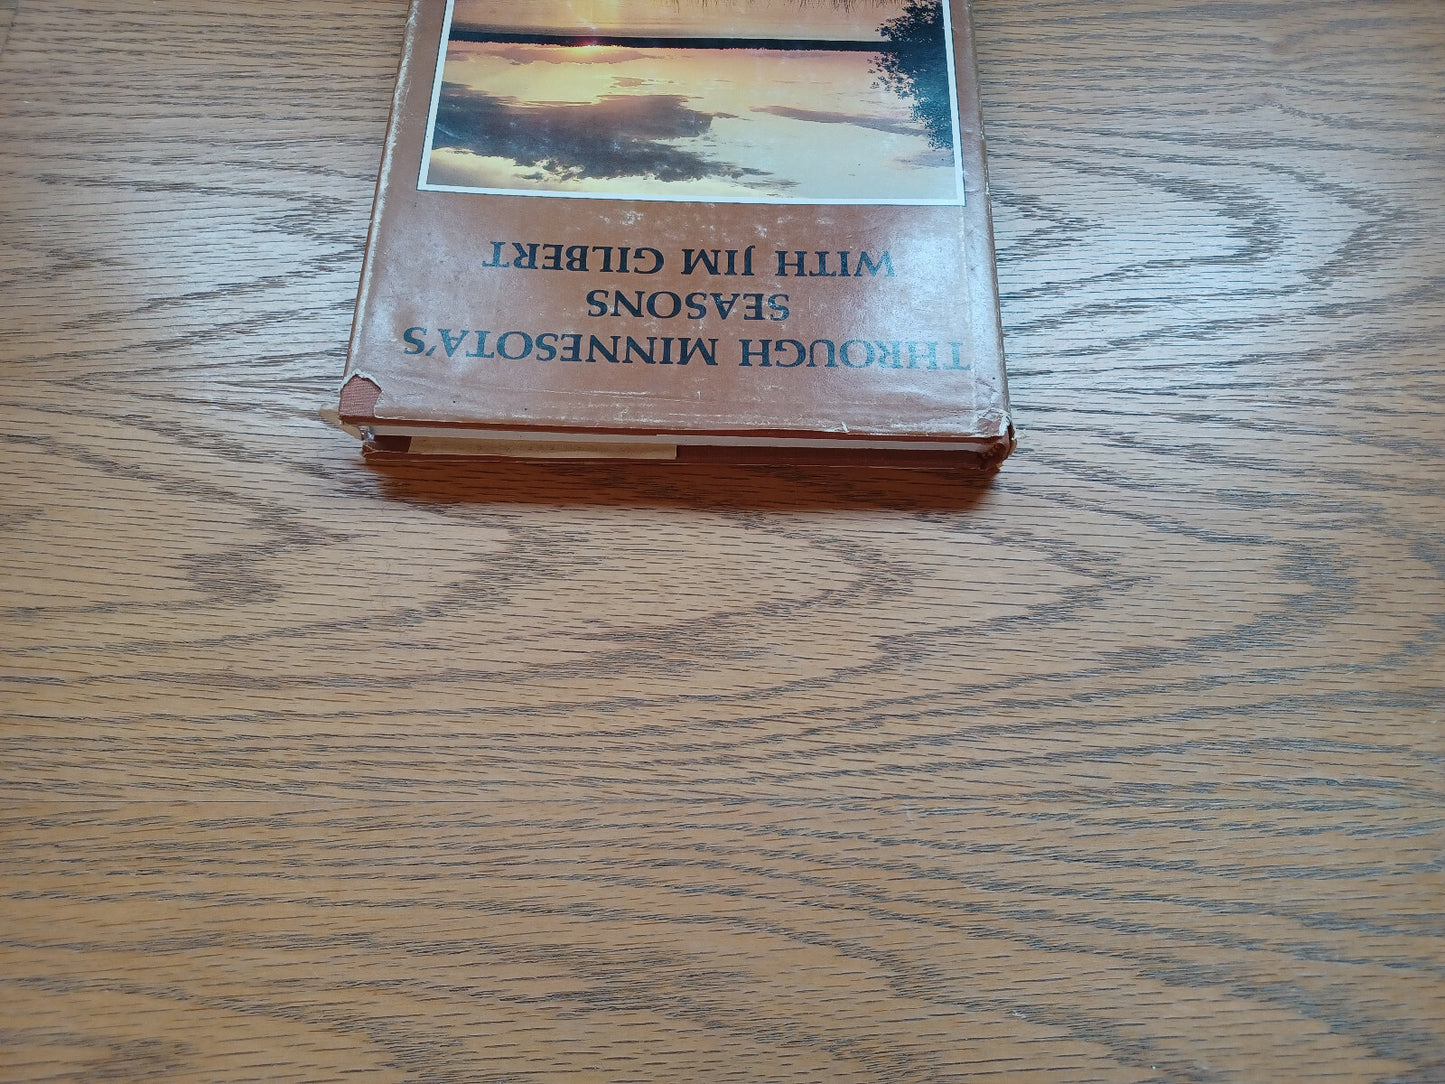 THROUGH MINNESOTA'S
SEASONS
WITH JIM GILBERT